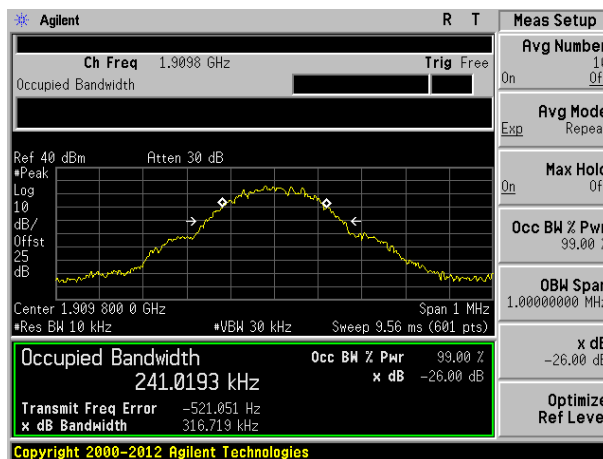 Agilent R T Meas Setup
Ch Freq 1.9098 GHz Trig Free
Occupied Bandwidth
Ref 40 dBm Atten 30 dB
#Peak
Log
10
dB/
Offst
25
dB
Center 1.909 800 0 GHz Span 1 MHz
#Res BW 10 kHz #VBW 30 kHz Sweep 9.56 ms (601 pts)
Occupied Bandwidth
241.0193 kHz
Occ BW % Pwr 99.00 %
x dB -26.00 dB
Transmit Freq Error -521.051 Hz
x dB Bandwidth 316.719 kHz
Copyright 2000-2012 Agilent Technologies
Avg Number
10
On Of
Avg Mode
Exp Repea
Max Hold
On Of
Occ BW % Pwr
99.00 %
OBW Span
1.00000000 MHz
x dB
-26.00 dB
Optimize
Ref Leve